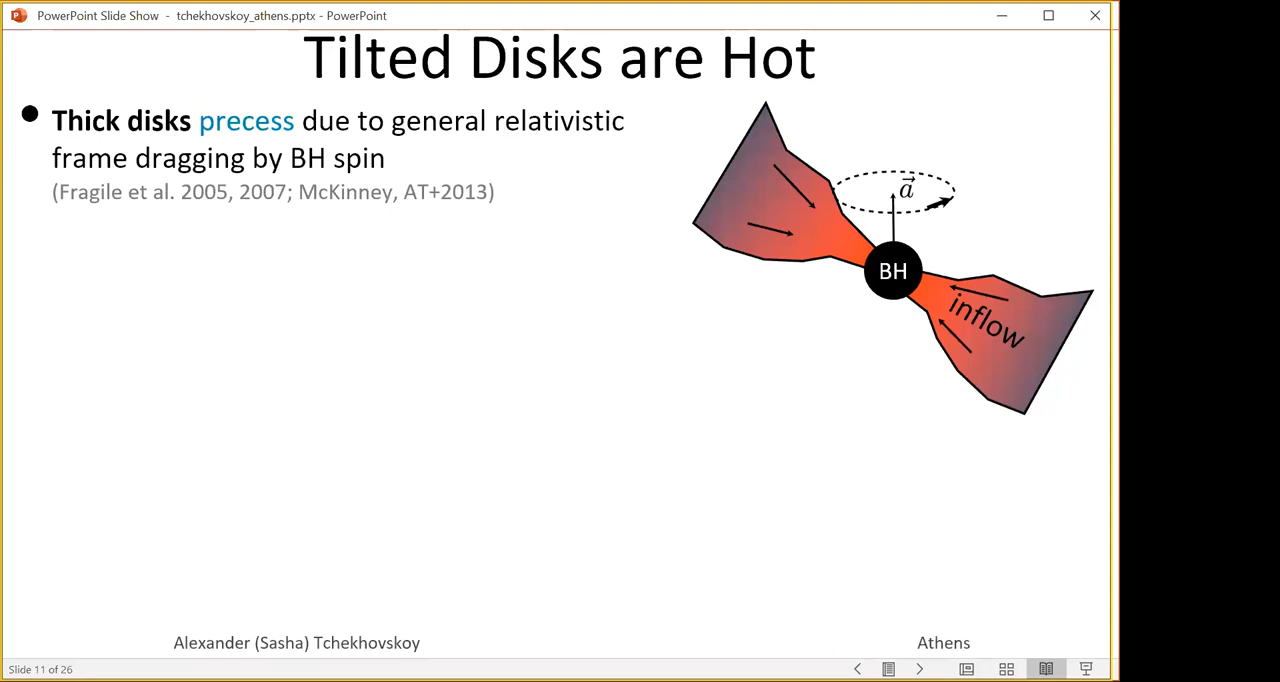 PowerPoint Slide Show - tchekhovskoy_athens.pptx - PowerPoint
Tilted Disks are Hot
Thick disks precess due to general relativistic
frame dragging by BH spin
(Fragile et al. 2005, 2007; McKinney, AT+2013)
a⃗
BH
inflow
Alexander (Sasha) Tchekhovskoy
Athens
Slide 11 of 26